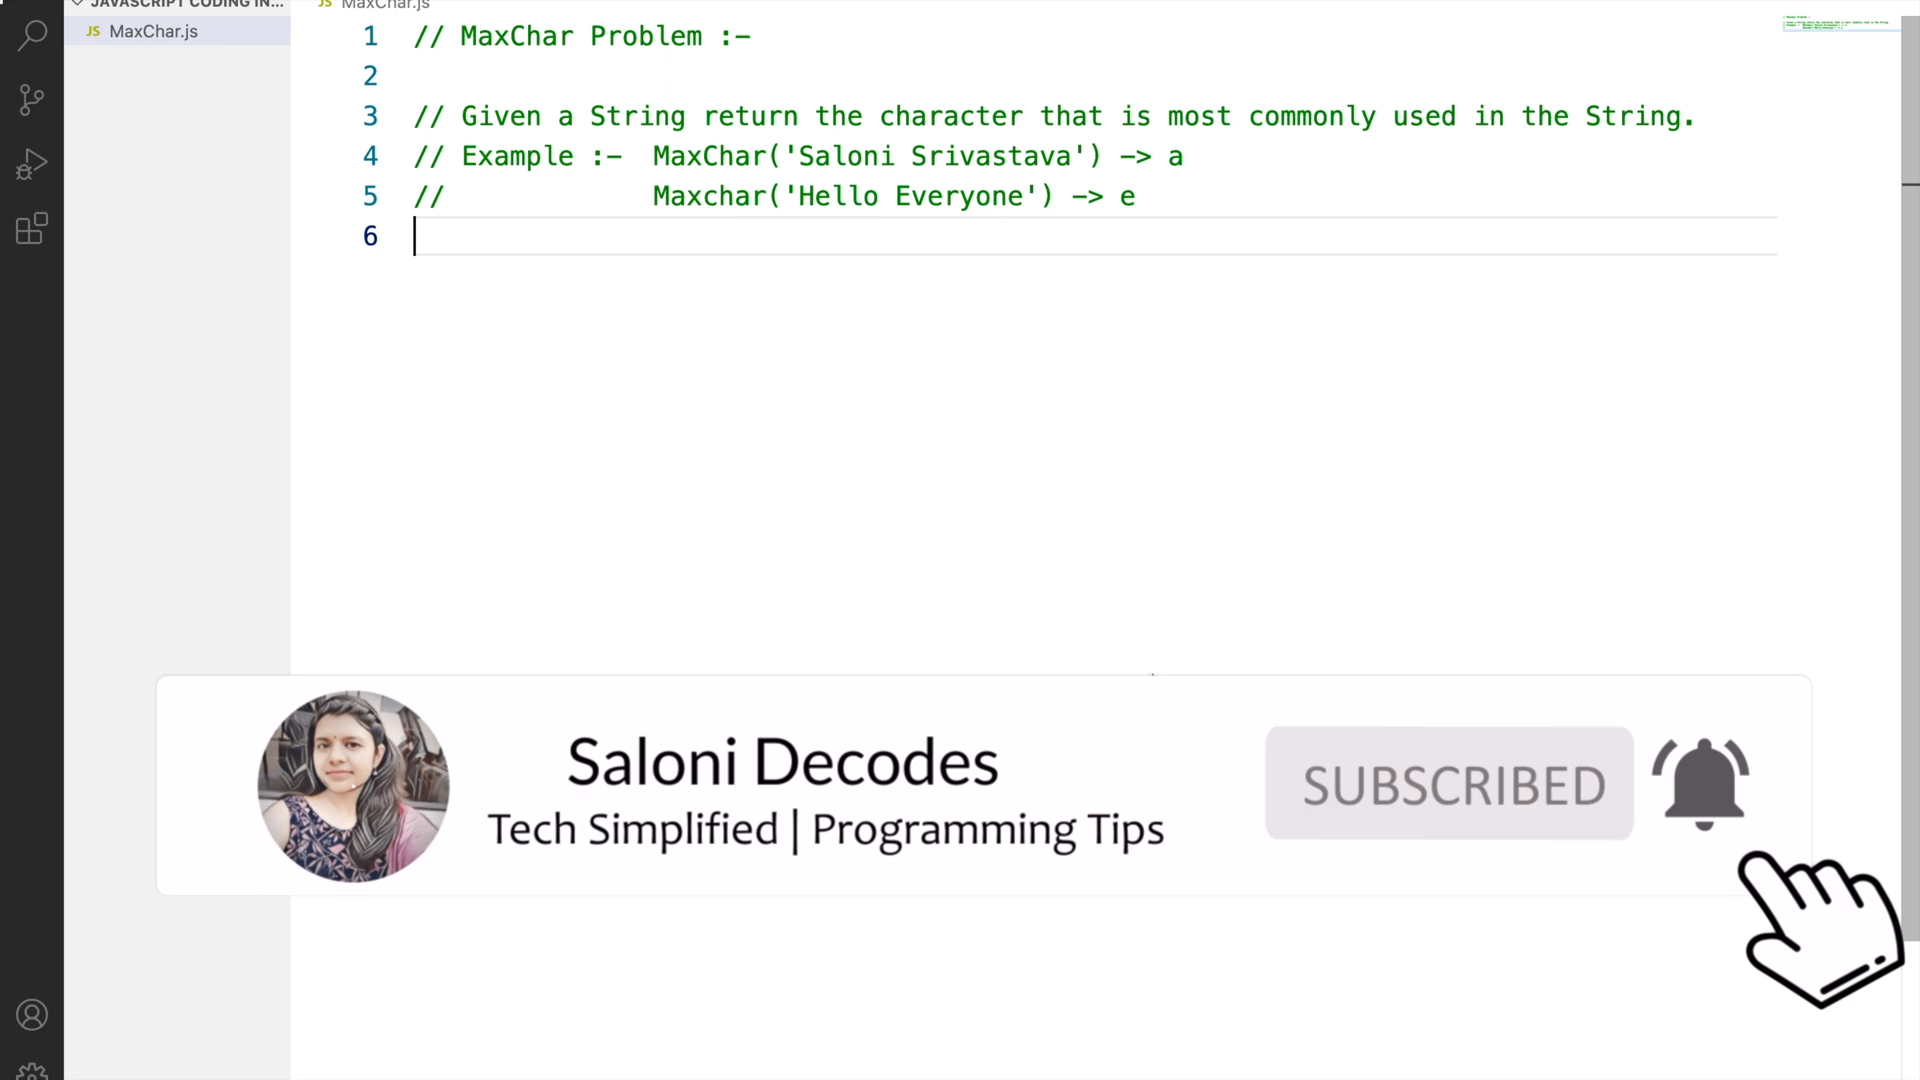 JAVASCRIPT CODING IN...
JS MaxChar.js
JS MaxChar.js
1 // MaxChar Problem :-
2
3 // Given a String return the character that is most commonly used in the String.
4 // Example :-  MaxChar('Saloni Srivastava') -> a
5 //             Maxchar('Hello Everyone') -> e
6
Saloni Decodes
Tech Simplified | Programming Tips
SUBSCRIBED